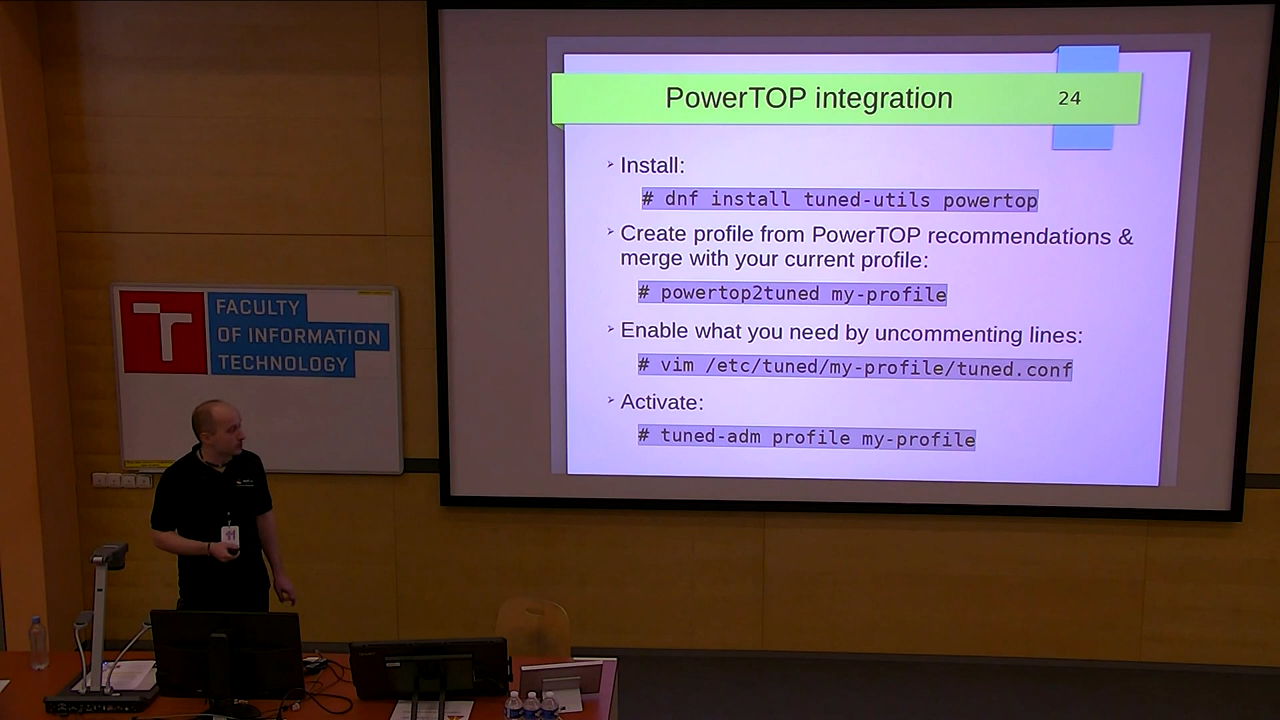 PowerTOP integration
24
Install:
# dnf install tuned-utils powertop
Create profile from PowerTOP recommendations &
merge with your current profile:
# powertop2tuned my-profile
Enable what you need by uncommenting lines:
# vim /etc/tuned/my-profile/tuned.conf
Activate:
# tuned-adm profile my-profile
FACULTY
OF INFORMATION
TECHNOLOGY